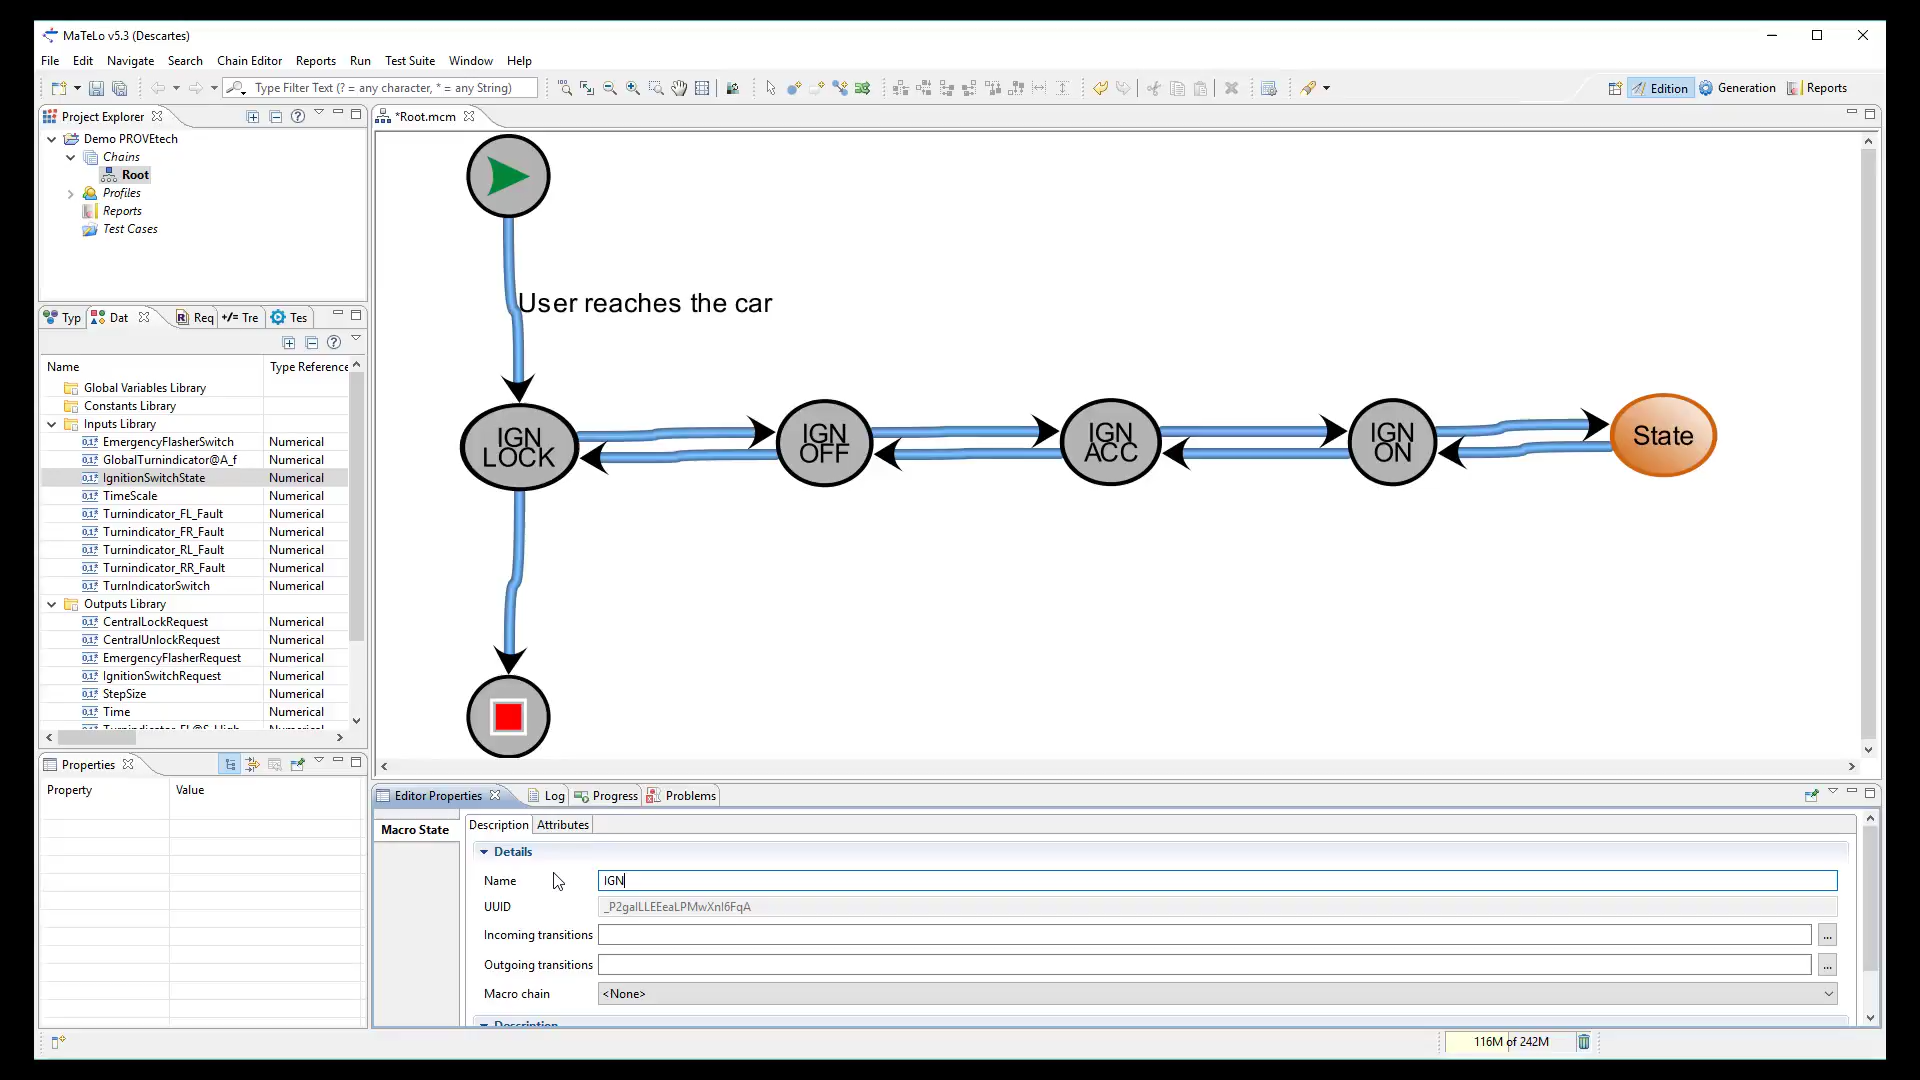 MaTeLo v5.3 (Descartes)
File Edit Navigate Search Chain Editor Reports Run Test Suite Window Help
Type Filter Text (? = any character, * = any String)
Edition Generation Reports
Project Explorer
Demo PROVEtech
Chains
Root
Profiles
Reports
Test Cases
*Root.mcm
User reaches the car
IGN
LOCK
IGN
OFF
IGN
ACC
IGN
ON
State
Typ Dat Req Tre Tes
Name Type Reference
Global Variables Library
Constants Library
Inputs Library
EmergencyFlasherSwitch Numerical
GlobalTurnindicator@A_f Numerical
IgnitionSwitchState Numerical
TimeScale Numerical
Turnindicator_FL_Fault Numerical
Turnindicator_FR_Fault Numerical
Turnindicator_RL_Fault Numerical
Turnindicator_RR_Fault Numerical
TurnIndicatorSwitch Numerical
Outputs Library
CentralLockRequest Numerical
CentralUnlockRequest Numerical
EmergencyFlasherRequest Numerical
IgnitionSwitchRequest Numerical
StepSize Numerical
Time Numerical
Properties
Property Value
Editor Properties Log Progress Problems
Macro State
Description Attributes
Details
Name IGN
UUID
Incoming transitions ...
Outgoing transitions ...
Macro chain <None>
Description
116M of 242M